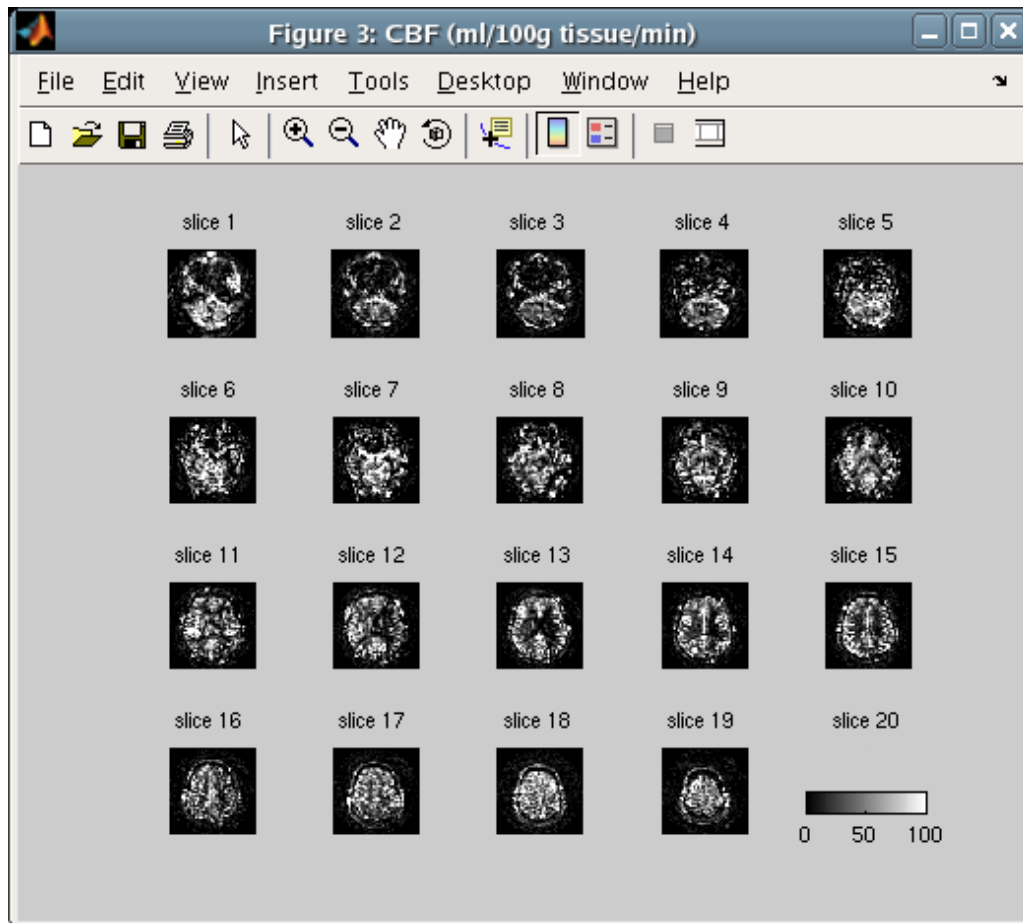 Figure 3: CBF (ml/100g tissue/min)
File Edit View Insert Tools Desktop Window Help
slice 1 slice 2 slice 3 slice 4 slice 5
slice 6 slice 7 slice 8 slice 9 slice 10
slice 11 slice 12 slice 13 slice 14 slice 15
slice 16 slice 17 slice 18 slice 19 slice 20
0 50 100